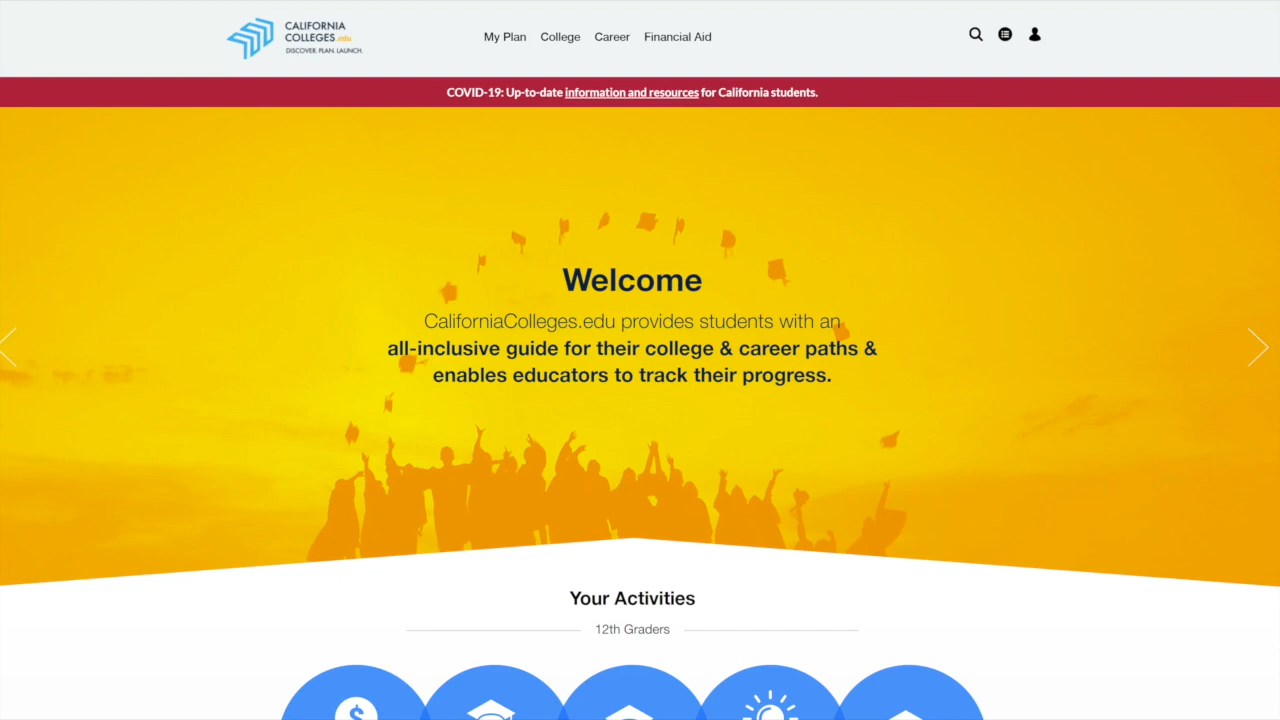 CALIFORNIA
COLLEGES.edu
DISCOVER. PLAN. LAUNCH.
My Plan College Career Financial Aid
COVID-19: Up-to-date information and resources for California students.
Welcome
CaliforniaColleges.edu provides students with an
all-inclusive guide for their college & career paths &
enables educators to track their progress.
Your Activities
12th Graders
$